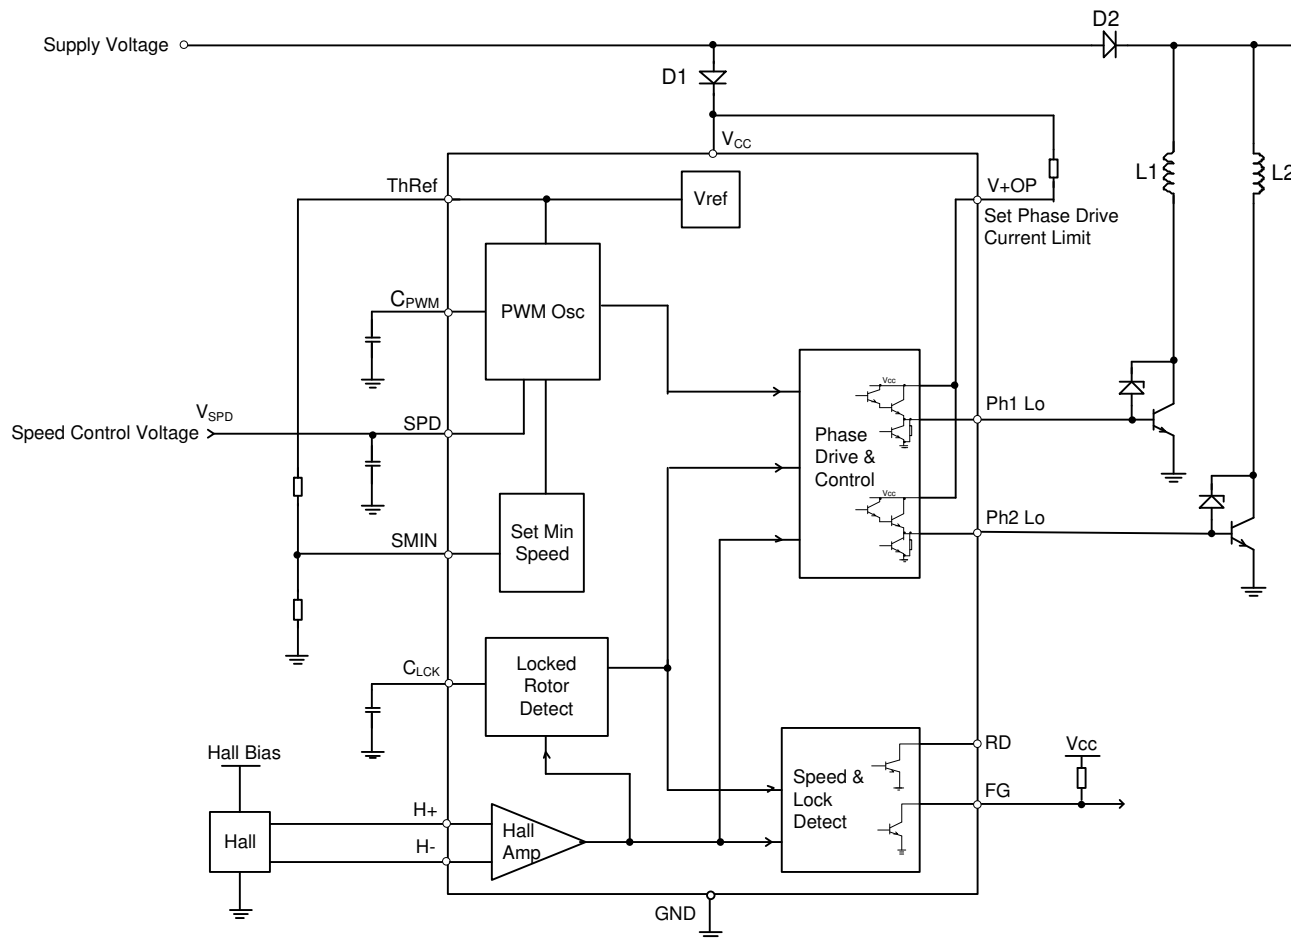 D2
Supply Voltage
D1
VCC
ThRef
Vref
V+OP
L1
L2
Set Phase Drive
Current Limit
CPWM
PWM Osc
Vcc
VSPD
Speed Control Voltage
SPD
Ph1 Lo
Phase
Drive &
Control
Vcc
Ph2 Lo
SMIN
Set Min
Speed
CLCK
Locked
Rotor
Detect
RD
Vcc
Hall Bias
Speed &
Lock
Detect
FG
H+
Hall
Amp
Hall
H-
GND